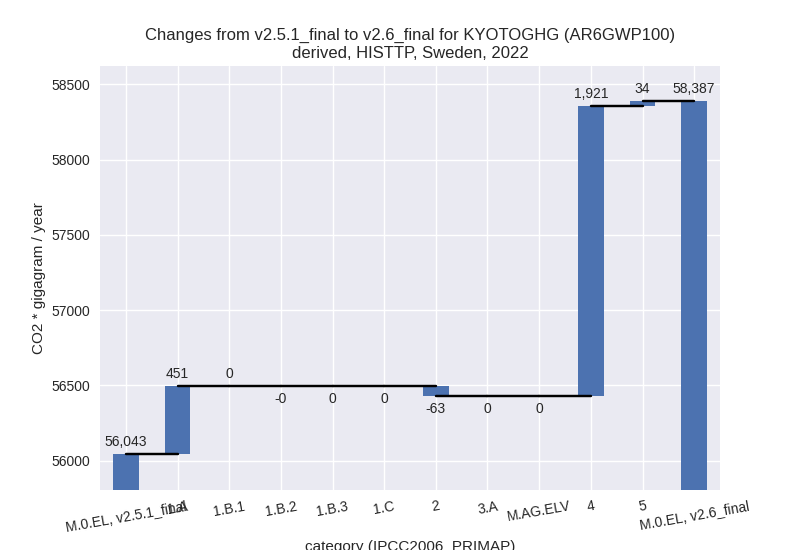 Changes from v2.5.1_final to v2.6_final for KYOTOGHG (AR6GWP100)
derived, HISTTP, Sweden, 2022
CO2 * gigagram / year
58500
58000
57500
57000
56500
56000
56,043
451
0
-0
0
0
-63
0
0
1,921
34
58,387
M.0.EL, v2.5.1_final
1.A
1.B.1
1.B.2
1.B.3
1.C
2
3.A
M.AG.ELV
4
5
M.0.EL, v2.6_final
category (IPCC2006_PRIMAP)